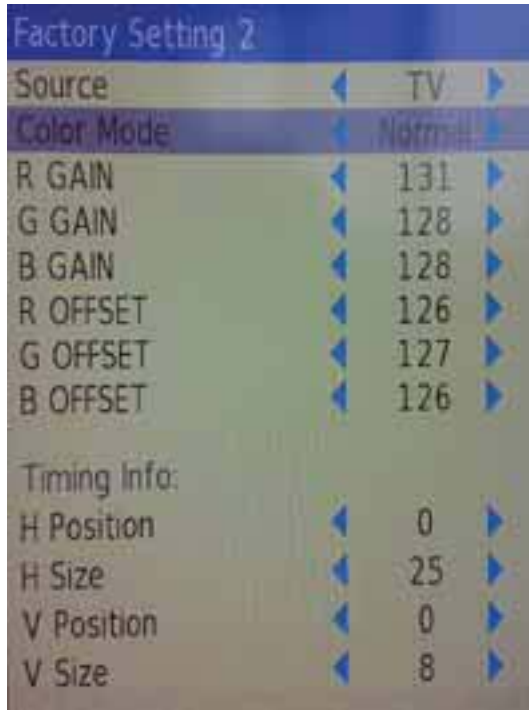 Factory Setting 2
Source TV
Color Mode Normal
R GAIN 131
G GAIN 128
B GAIN 128
R OFFSET 126
G OFFSET 127
B OFFSET 126
Timing Info:
H Position 0
H Size 25
V Position 0
V Size 8